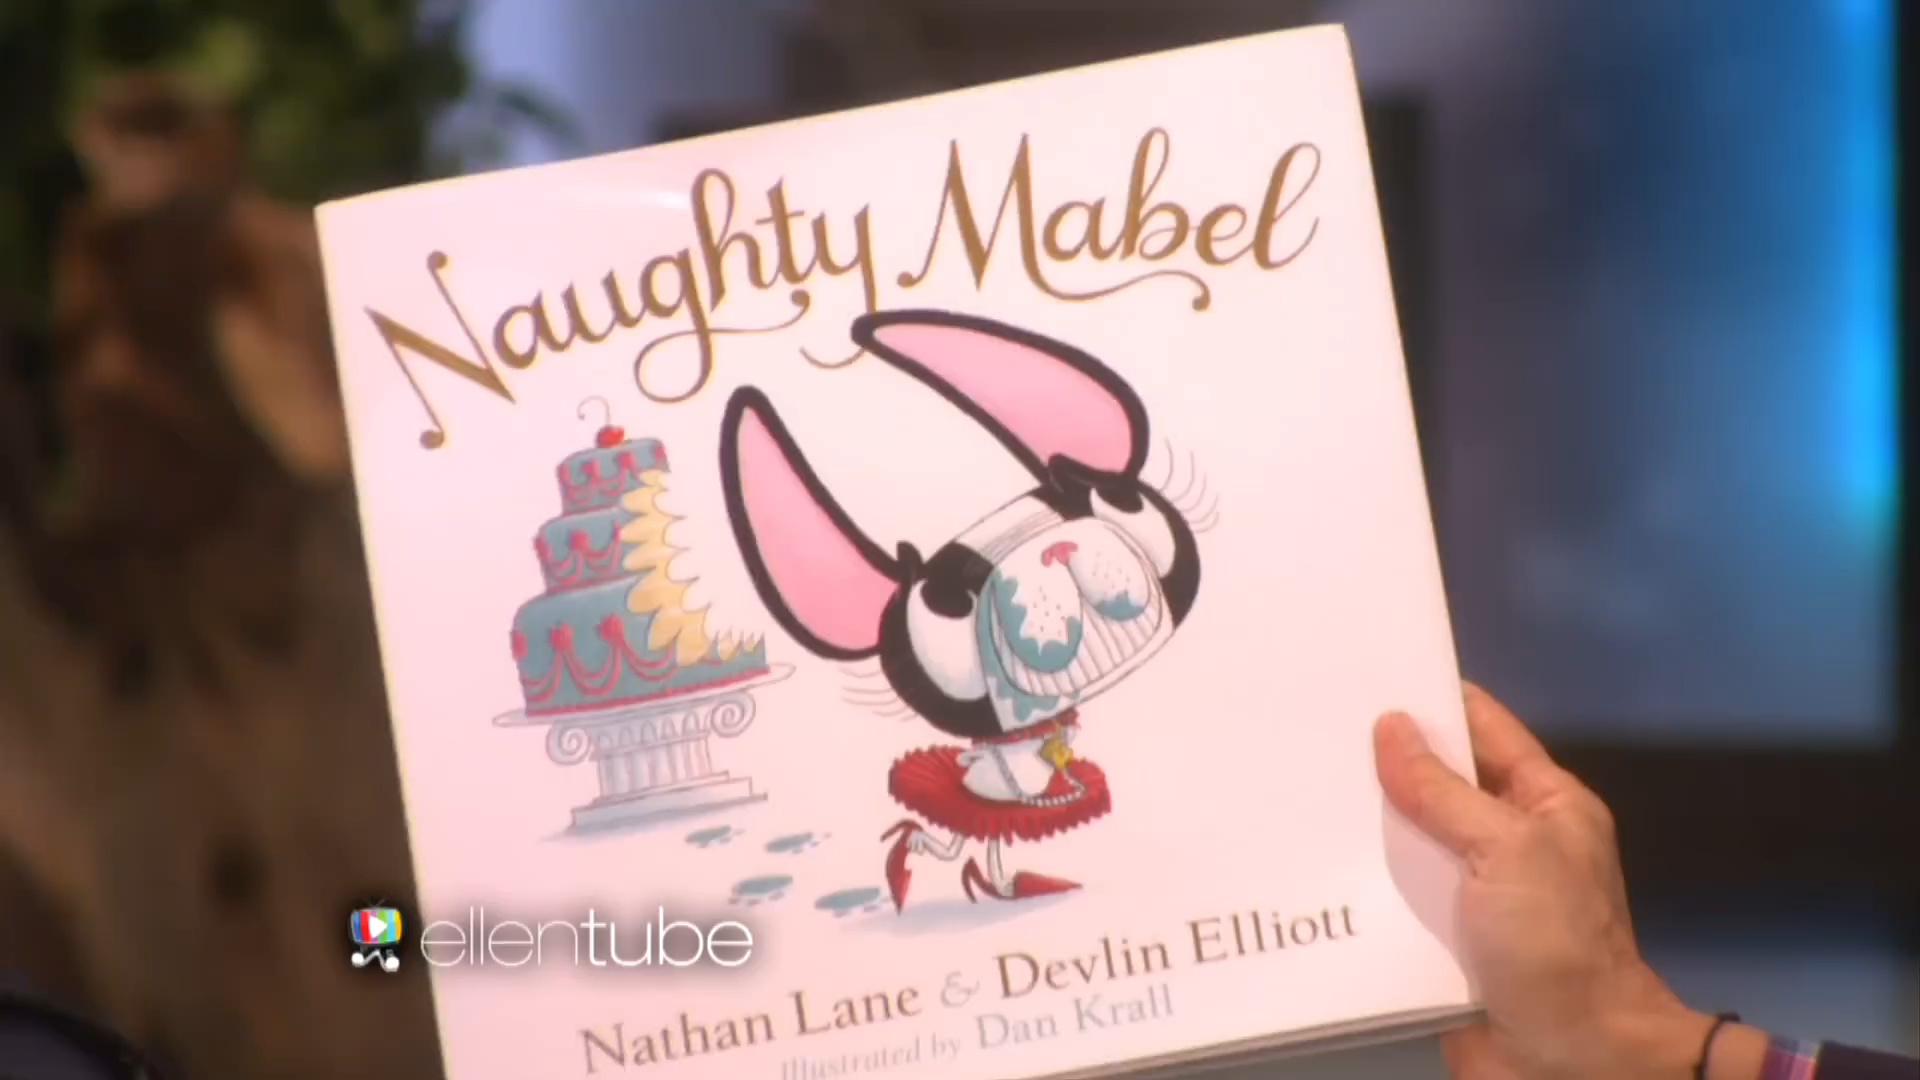 Naughty Mabel
Nathan Lane & Devlin Elliott
Illustrated by Dan Krall
ellentube